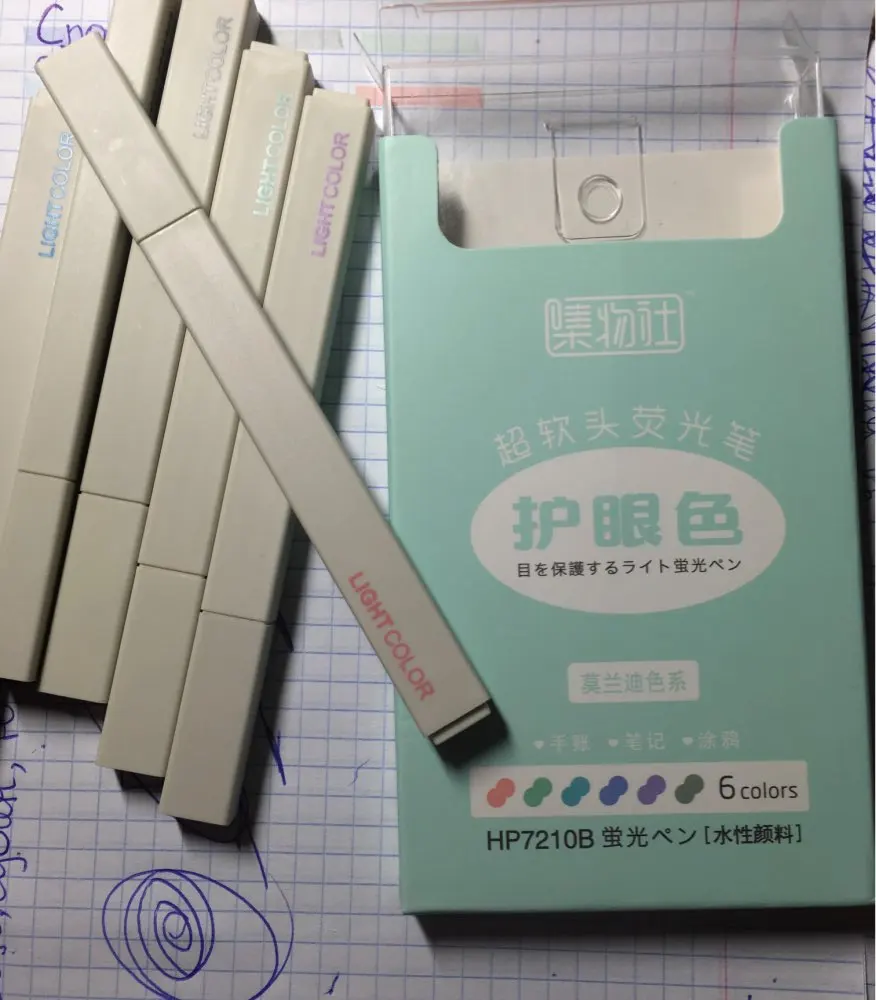 LIGHT COLOR
LIGHTCOLOR
LIGHTCOLOR
LIGHT COLOR
LIGHTCOLOR
集物社
超软头荧光笔
护眼色
目を保護するライト蛍光ペン
莫兰迪色系
♥手账 ♥笔记 ♥涂鸦
6 colors
HP7210B 蛍光ペン [水性颜料]